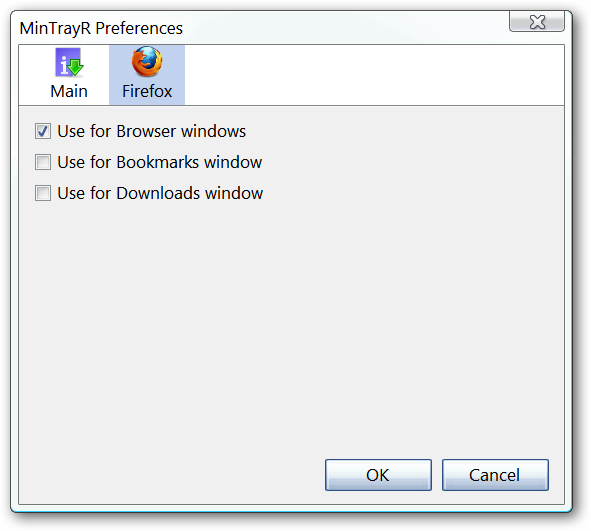 MinTrayR Preferences
Main Firefox
Use for Browser windows
Use for Bookmarks window
Use for Downloads window
OK Cancel